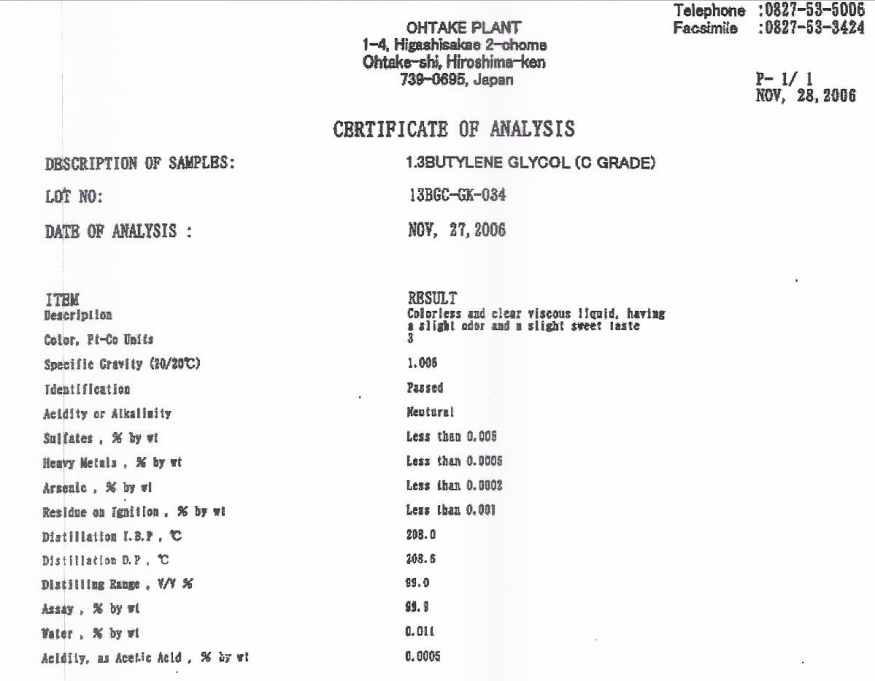 Telephone :0827-53-5006
Facsimile :0827-53-3424
OHTAKE PLANT
1-4, Higashisakae 2-chome
Ohtake-shi, Hiroshima-ken
739-0695, Japan
P- 1/ 1
NOV, 28, 2006
CERTIFICATE OF ANALYSIS
DESCRIPTION OF SAMPLES: 1.3BUTYLENE GLYCOL (C GRADE)
LOT NO: 13BGC-GK-034
DATE OF ANALYSIS : NOV, 27, 2006
ITEM RESULT
Description Colorless and clear viscous liquid, having
a slight odor and a slight sweet taste
Color, Pt-Co Units 3
Specific Gravity (20/20℃) 1.006
Identification Passed
Acidity or Alkalinity Neutural
Sulfates , % by wt Less than 0.005
Heavy Metals , % by wt Less than 0.0005
Arsenic , % by wt Less than 0.0002
Residue on Ignition , % by wt Less than 0.001
Distillation I.B.P , ℃ 208.0
Distillation D.P , ℃ 208.6
Distilling Range , V/V % 99.0
Assay , % by wt 99.9
Water , % by wt 0.011
Acidity, as Acetic Acid , % by wt 0.0005